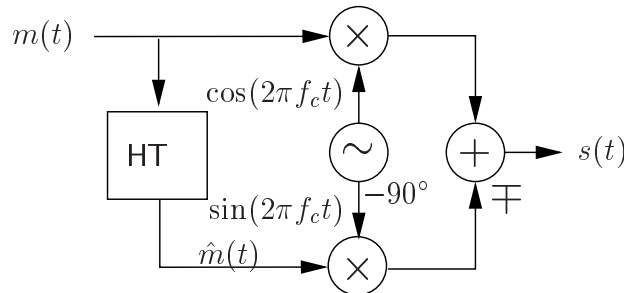 m(t)
×
cos(2πf_c t)
HT
∼
+
s(t)
−90°
∓
sin(2πf_c t)
m̂(t)
×